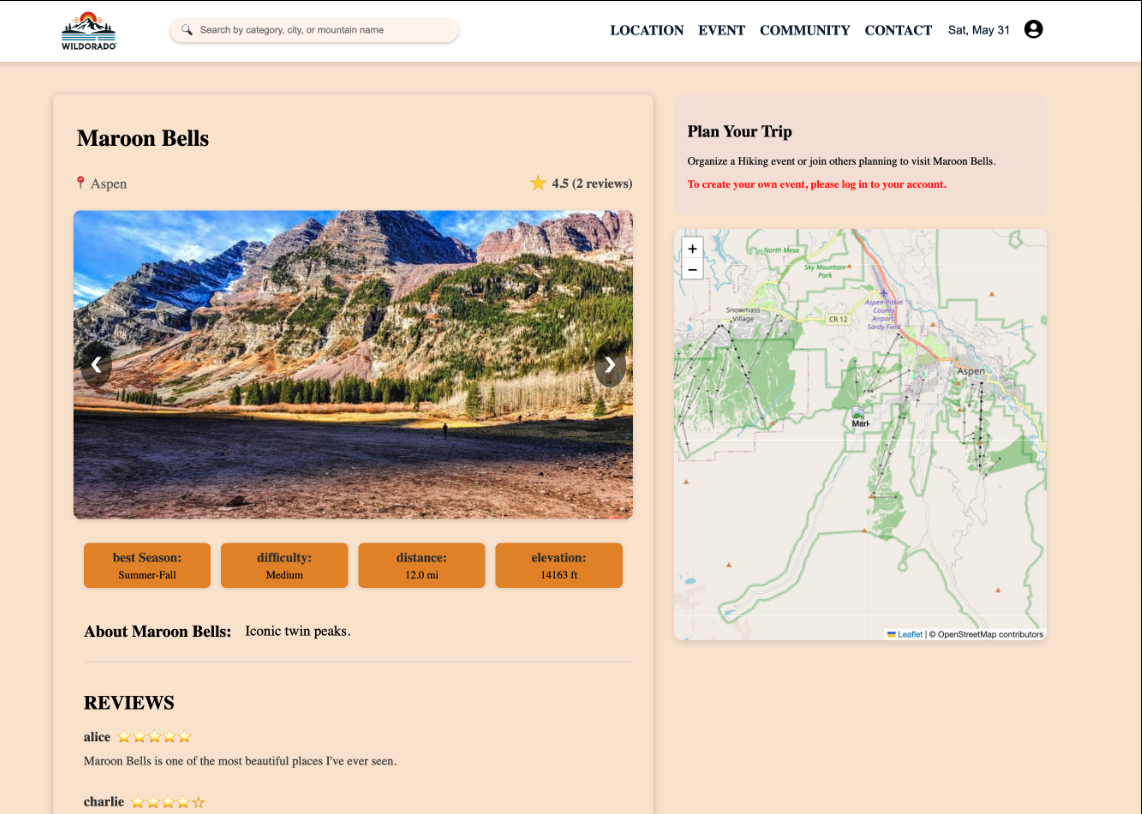 WILDORADO
Search by category, city, or mountain name
LOCATION EVENT COMMUNITY CONTACT Sat, May 31
Maroon Bells
Aspen
4.5 (2 reviews)
best Season:
Summer-Fall
difficulty:
Medium
distance:
12.0 mi
elevation:
14163 ft
About Maroon Bells: Iconic twin peaks.
REVIEWS
alice
Maroon Bells is one of the most beautiful places I've ever seen.
charlie
Plan Your Trip
Organize a Hiking event or join others planning to visit Maroon Bells.
To create your own event, please log in to your account.
+
−
North Mesa
Sky Mountain
Park
Aspen-Pitkin
County
Airport/
Sardy Field
Snowmass
Village
CR 12
Aspen
Mark
Leaflet | © OpenStreetMap contributors